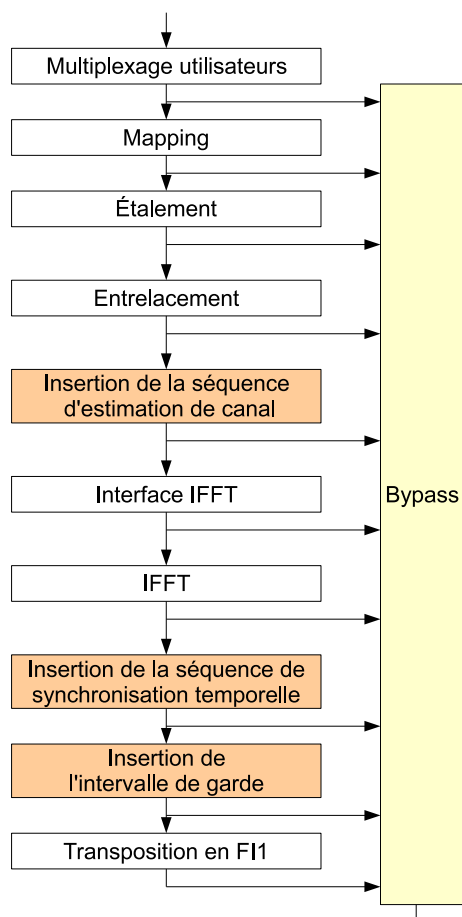 Multiplexage utilisateurs
Mapping
Étalement
Entrelacement
Insertion de la séquence
d'estimation de canal
Interface IFFT
Bypass
IFFT
Insertion de la séquence de
synchronisation temporelle
Insertion de
l'intervalle de garde
Transposition en FI1